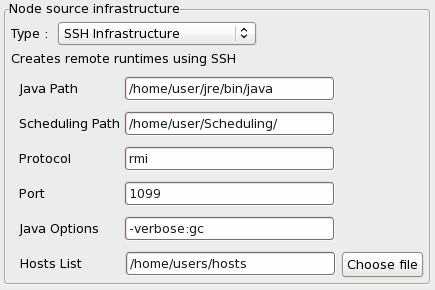 Node source infrastructure
Type : SSH Infrastructure
Creates remote runtimes using SSH
Java Path /home/user/jre/bin/java
Scheduling Path /home/user/Scheduling/
Protocol rmi
Port 1099
Java Options -verbose:gc
Hosts List /home/users/hosts Choose file